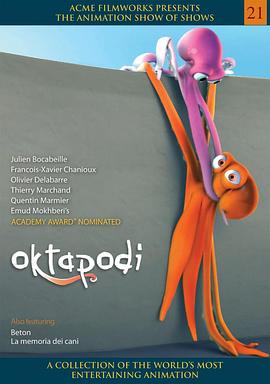 ACME FILMWORKS PRESENTS
THE ANIMATION SHOW OF SHOWS
21
Julien Bocabeille
Francois-Xavier Chanioux
Olivier Delabarre
Thierry Marchand
Quentin Marmier
Emud Mokhberi's
ACADEMY AWARD® NOMINATED
oktapodi
Also featuring
Beton
La memoria dei cani
A COLLECTION OF THE WORLD'S MOST
ENTERTAINING ANIMATION